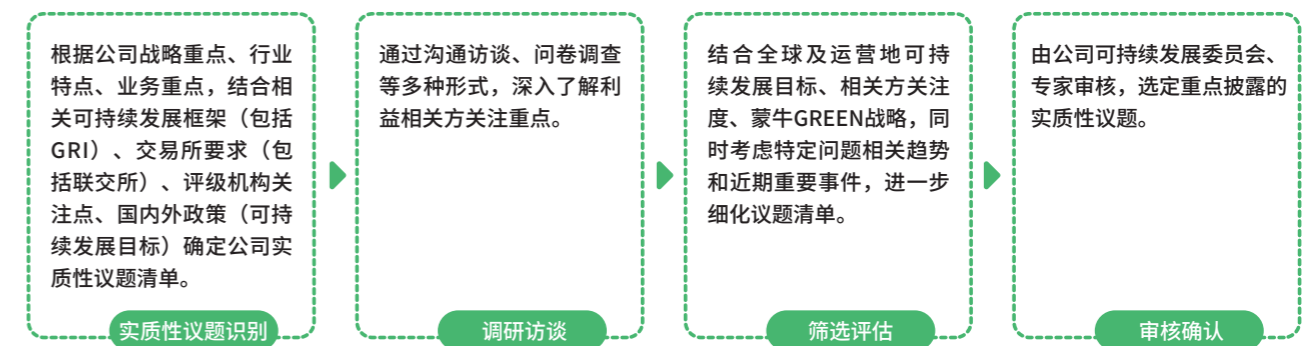 根据公司战略重点、行业
特点、业务重点，结合相
关可持续发展框架（包括
GRI）、交易所要求（包
括联交所）、评级机构关
注点、国内外政策（可持
续发展目标）确定公司实
质性议题清单。
实质性议题识别
通过沟通访谈、问卷调查
等多种形式，深入了解利
益相关方关注重点。
调研访谈
结合全球及运营地可持
续发展目标、相关方关注
度、蒙牛GREEN战略，同
时考虑特定问题相关趋势
和近期重要事件，进一步
细化议题清单。
筛选评估
由公司可持续发展委员会、
专家审核，选定重点披露的
实质性议题。
审核确认